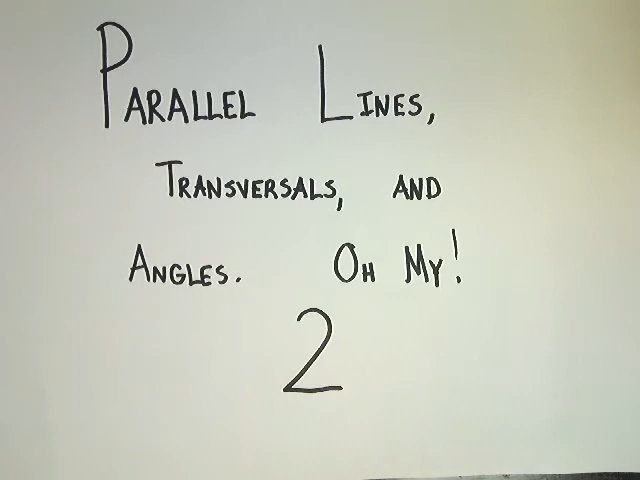 PARALLEL LINES,
TRANSVERSALS, AND
ANGLES. OH MY!
2